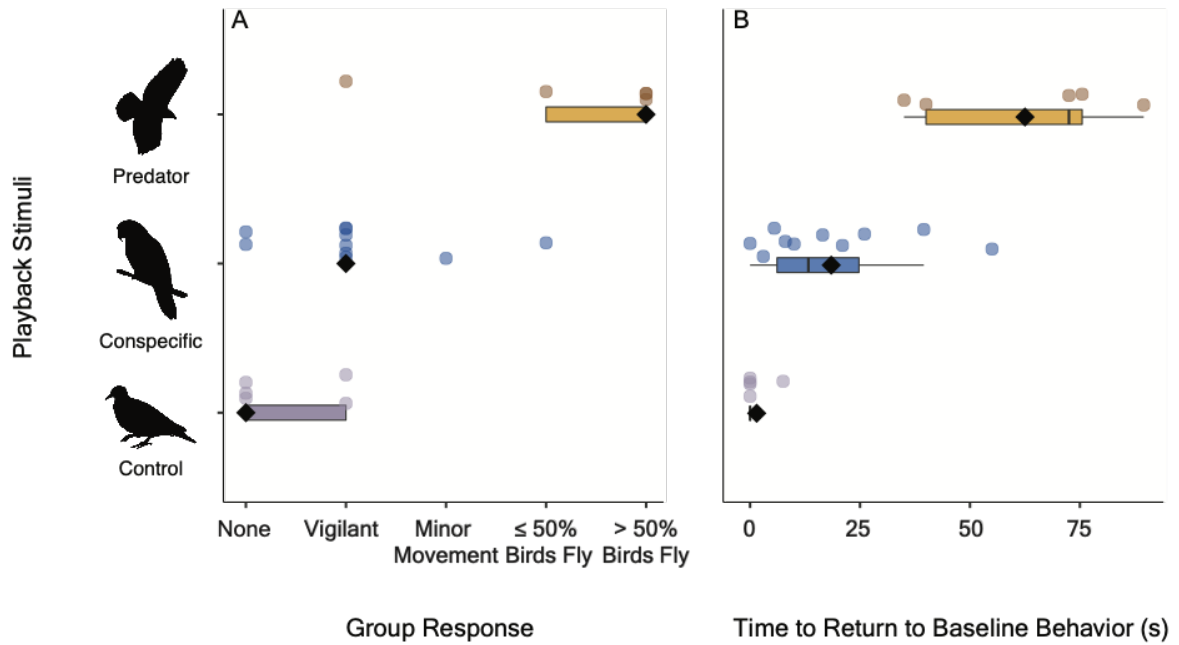 A
B
Playback Stimuli
Predator
Conspecific
Control
None
Vigilant
Minor
Movement
≤ 50%
Birds Fly
> 50%
Birds Fly
0
25
50
75
Group Response
Time to Return to Baseline Behavior (s)